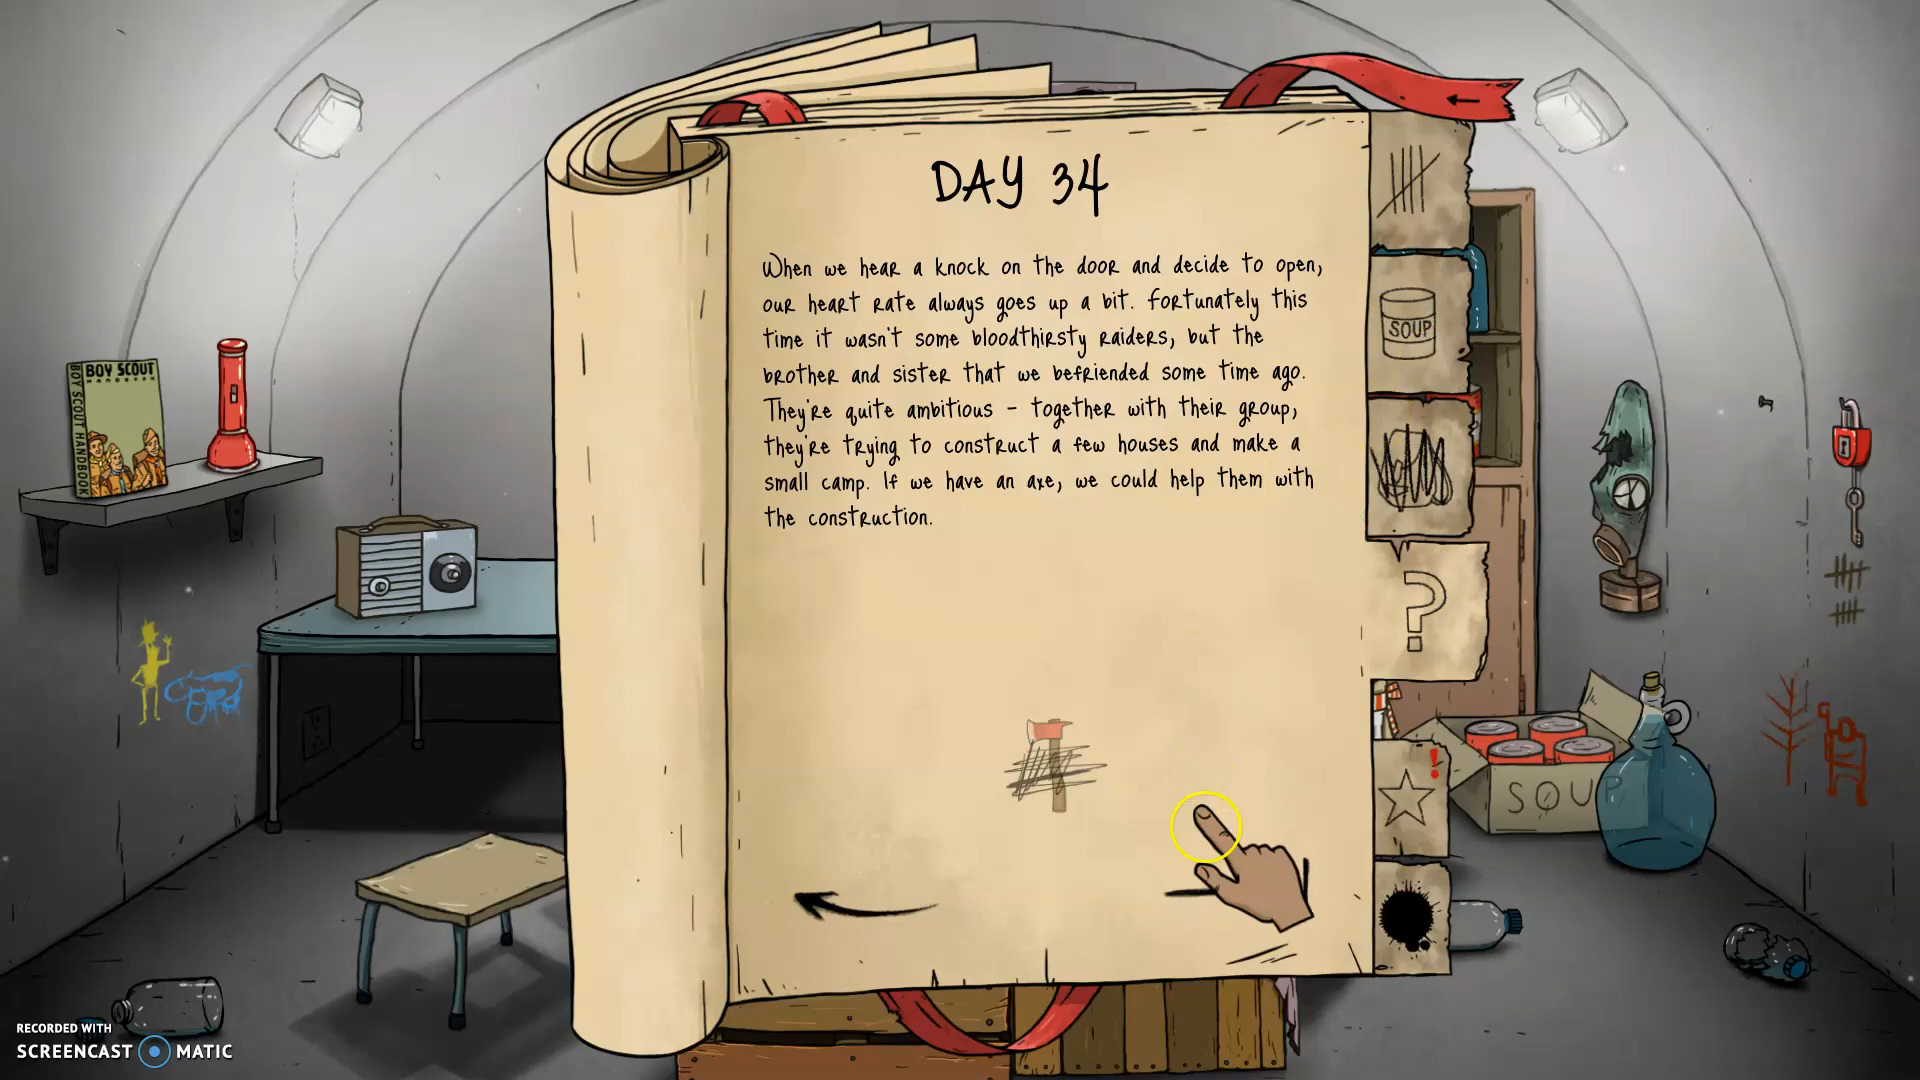 DAY 34
When we hear a knock on the door and decide to open,
our heart rate always goes up a bit. Fortunately this
time it wasn't some bloodthirsty raiders, but the
brother and sister that we befriended some time ago.
They're quite ambitious - together with their group,
they're trying to construct a few houses and make a
small camp. If we have an axe, we could help them with
the construction.
SOUP
BOY SCOUT
HANDBOOK
BOY SCOUT HANDBOOK
SOUP
RECORDED WITH
SCREENCAST MATIC